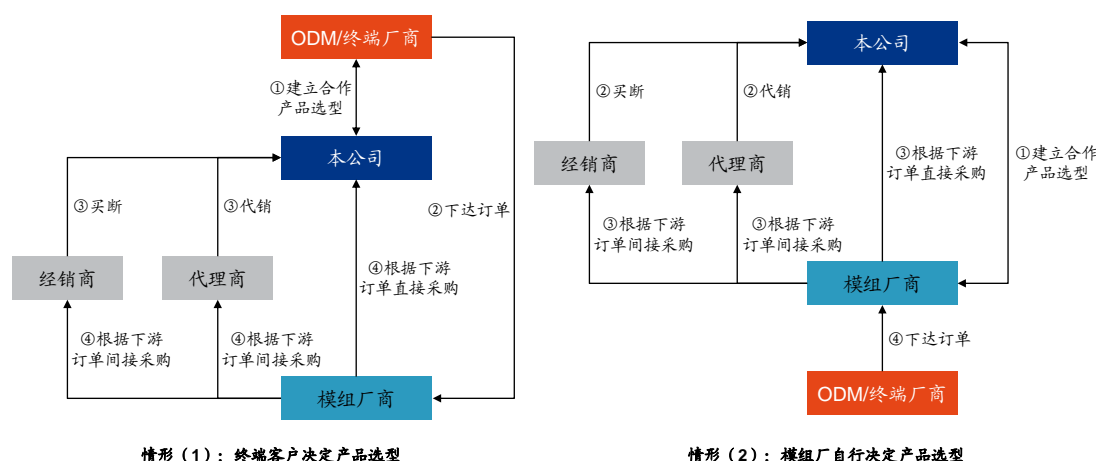 ODM/终端厂商
①建立合作
产品选型
本公司
③买断
③代销
②下达订单
经销商
代理商
④根据下游
订单直接采购
④根据下游
订单间接采购
④根据下游
订单间接采购
模组厂商
情形（1）：终端客户决定产品选型
本公司
②买断
②代销
③根据下游
订单直接采购
①建立合作
产品选型
经销商
代理商
③根据下游
订单间接采购
③根据下游
订单间接采购
模组厂商
④下达订单
ODM/终端厂商
情形（2）：模组厂自行决定产品选型